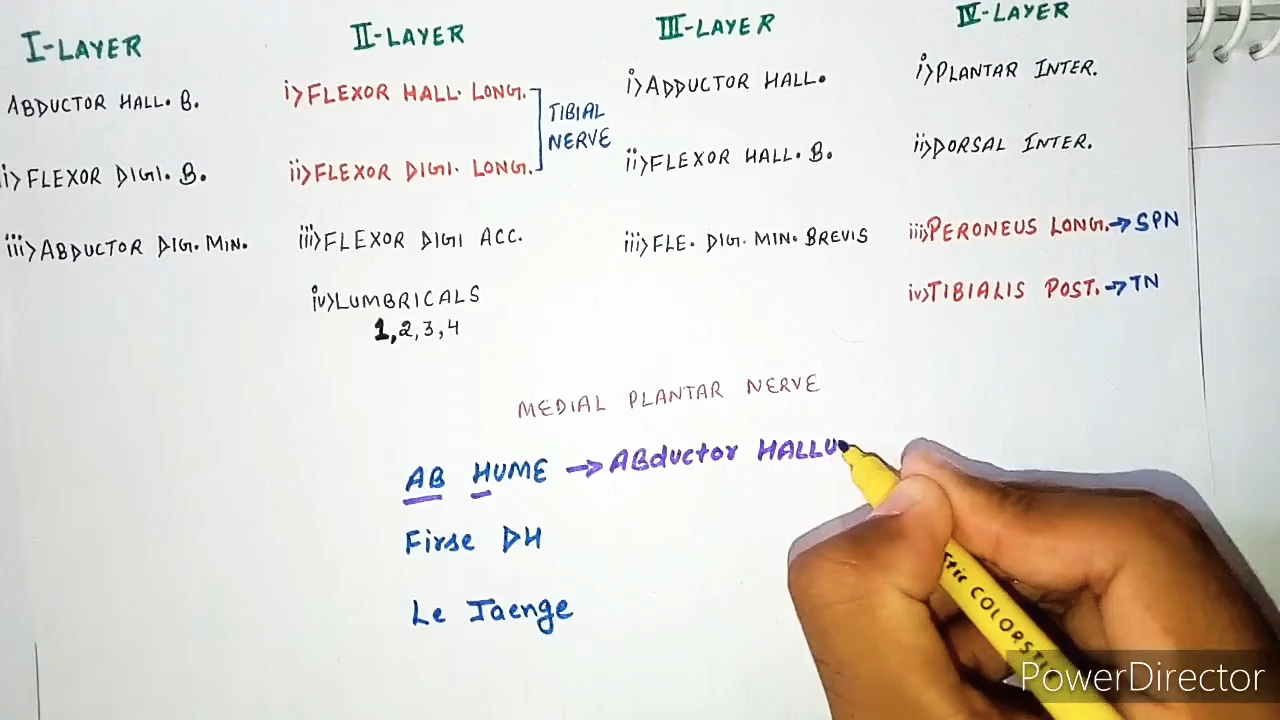 I-LAYER
ABDUCTOR HALL. B.
i) FLEXOR DIGI. B.
iii) ABDUCTOR DIG. MIN.
II-LAYER
i) FLEXOR HALL. LONG.
ii) FLEXOR DIGI. LONG.
TIBIAL
NERVE
iii) FLEXOR DIGI ACC.
iv) LUMBRICALS
1,2,3,4
III-LAYER
i) ADDUCTOR HALL.
ii) FLEXOR HALL. B.
iii) FLE. DIG. MIN. BREVIS
IV-LAYER
i) PLANTAR INTER.
ii) DORSAL INTER.
iii) PERONEUS LONG. → SPN
iv) TIBIALIS POST. → TN
MEDIAL PLANTAR NERVE
AB HUME → ABductor HALLU
Firse DH
Le Jaenge
COLORSTI
PowerDirector